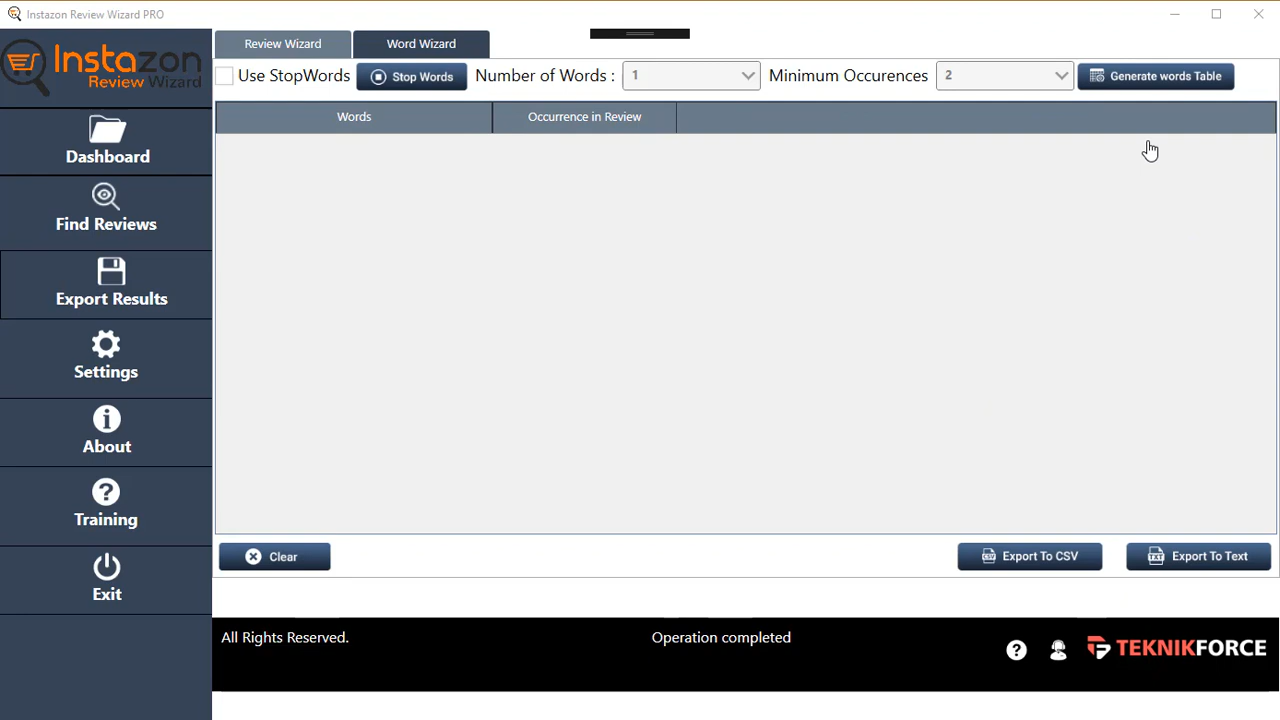 Instazon Review Wizard PRO
Instazon
Review Wizard
Dashboard
Find Reviews
Export Results
Settings
About
Training
Exit
Review Wizard
Word Wizard
Use StopWords
Stop Words
Number of Words :
1
Minimum Occurences
2
Generate words Table
Words
Occurrence in Review
Clear
Export To CSV
Export To Text
All Rights Reserved.
Operation completed
TEKNIKFORCE